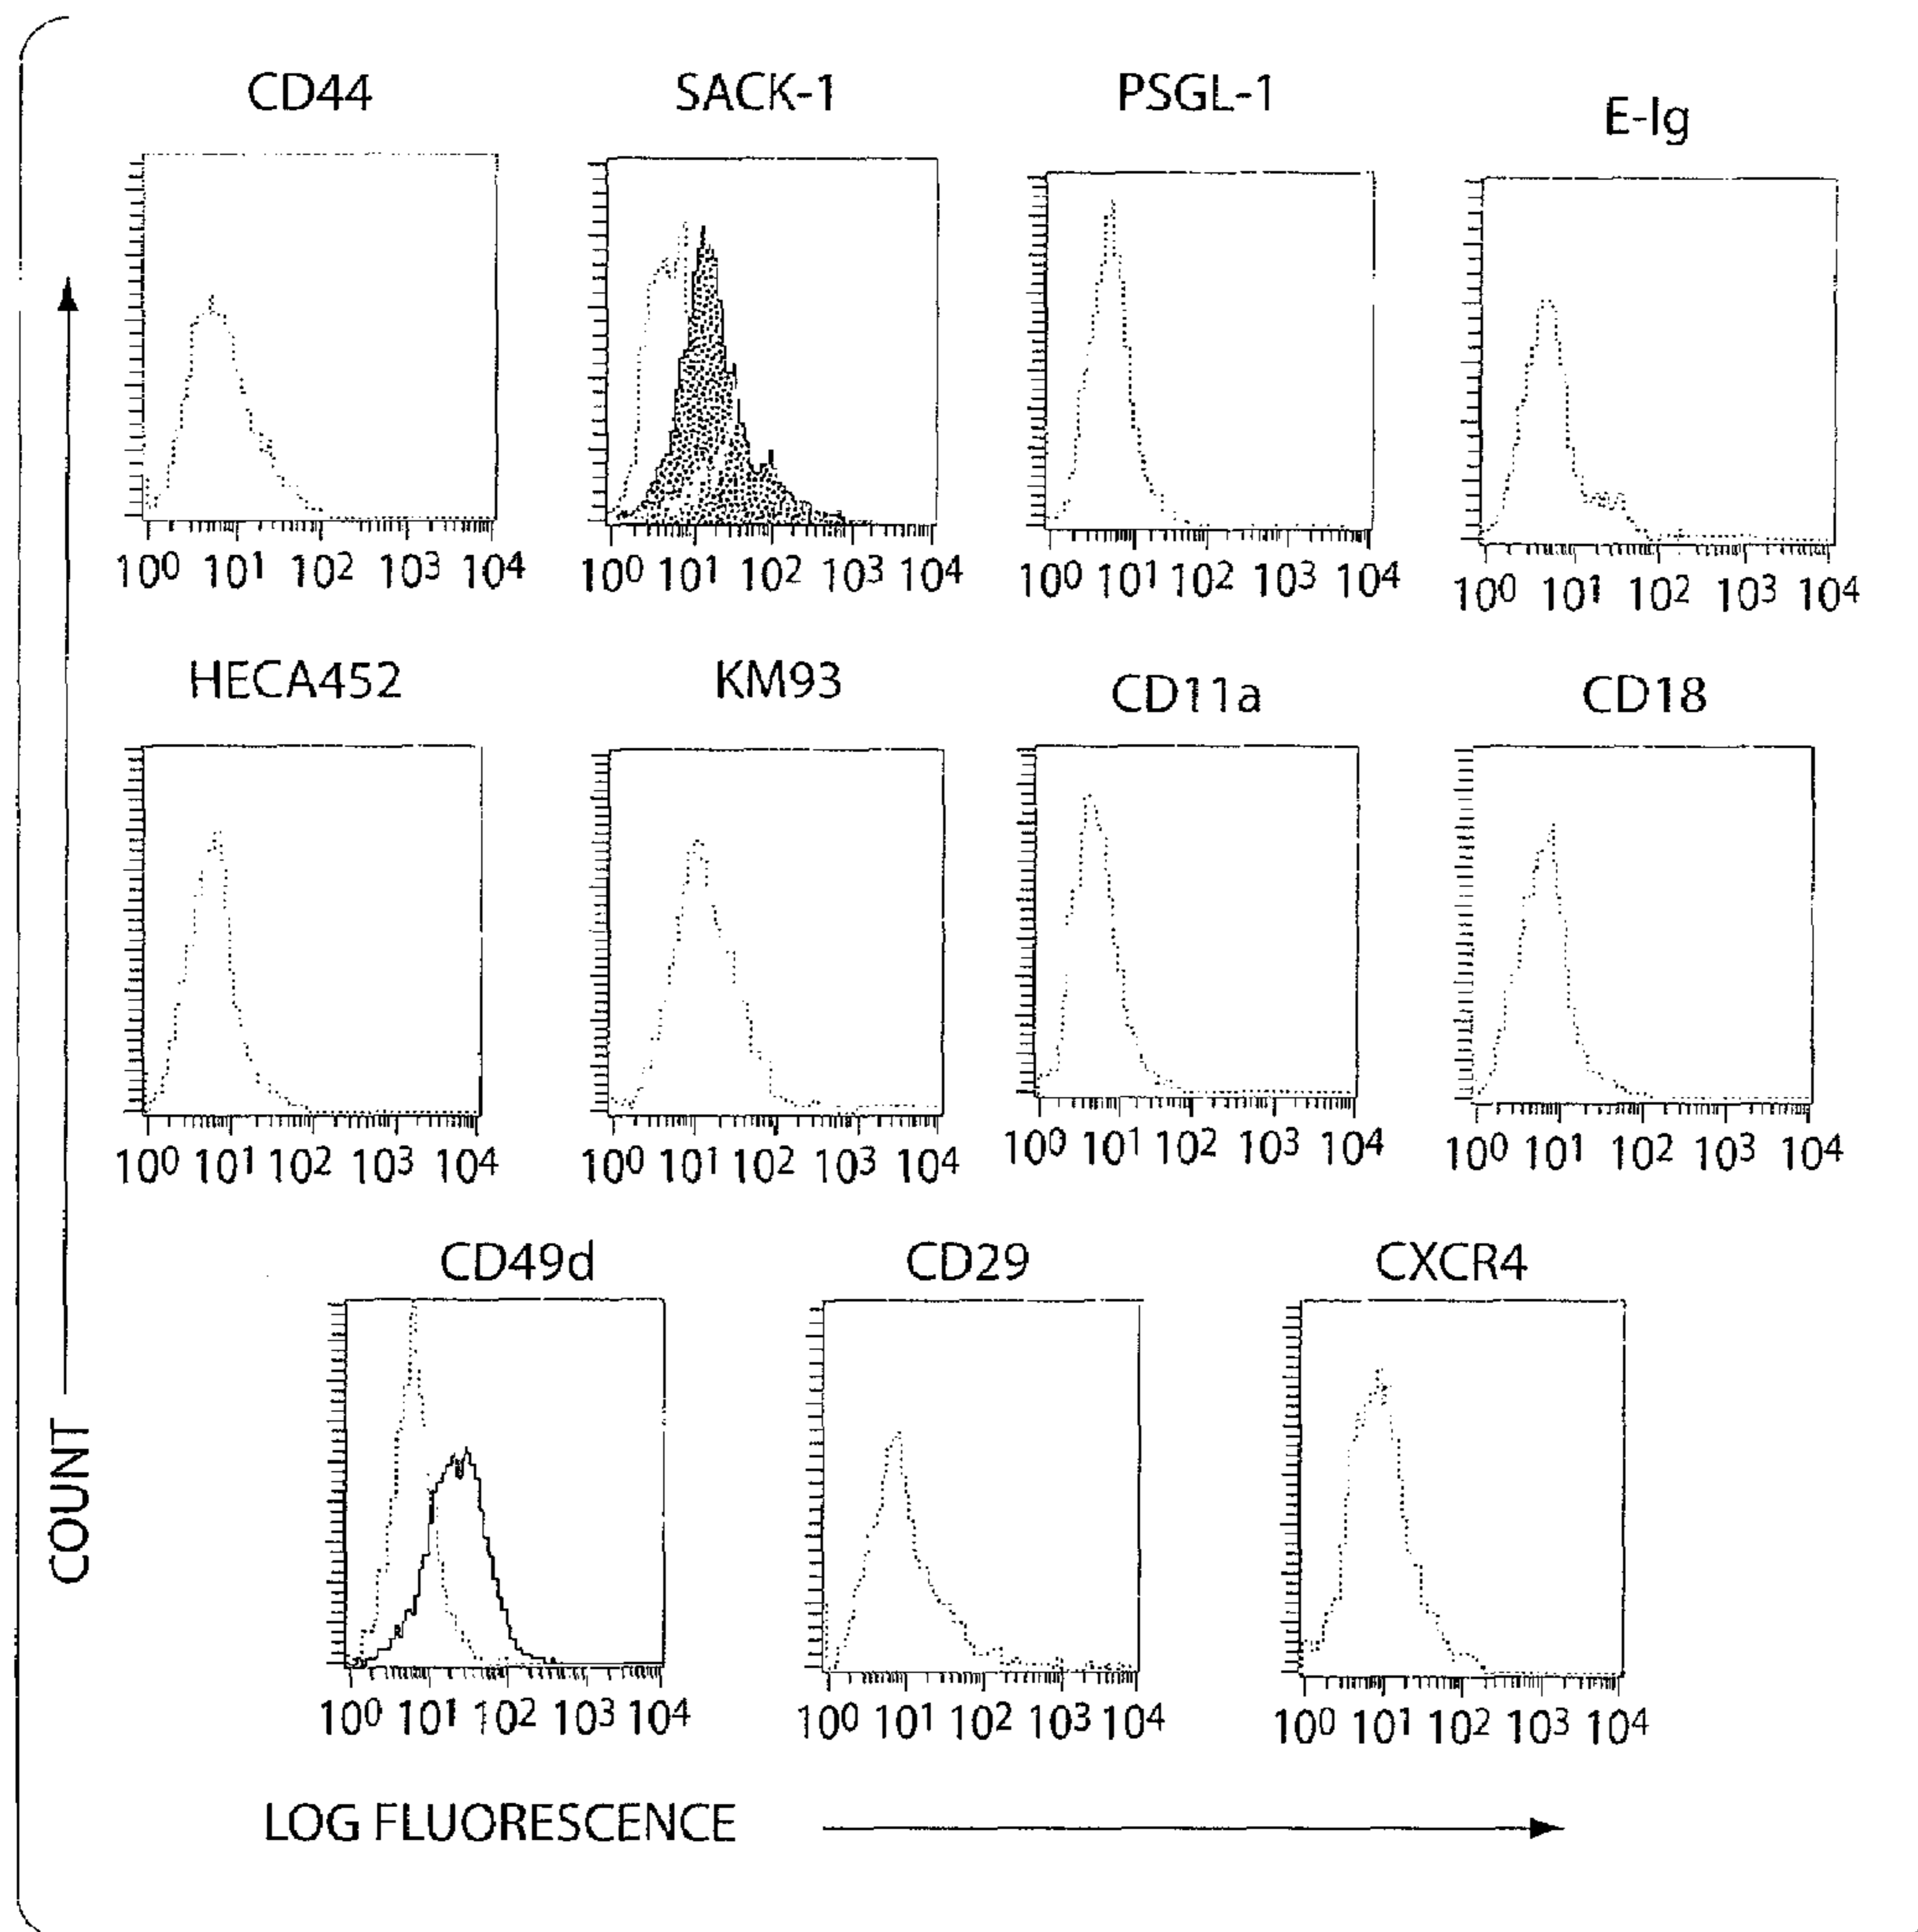 CD44 SACK-1 PSGL-1 E-Ig
10⁰ 10¹ 10² 10³ 10⁴ 10⁰ 10¹ 10² 10³ 10⁴ 10⁰ 10¹ 10² 10³ 10⁴ 10⁰ 10¹ 10² 10³ 10⁴
HECA452 KM93 CD11a CD18
10⁰ 10¹ 10² 10³ 10⁴ 10⁰ 10¹ 10² 10³ 10⁴ 10⁰ 10¹ 10² 10³ 10⁴ 10⁰ 10¹ 10² 10³ 10⁴
CD49d CD29 CXCR4
10⁰ 10¹ 10² 10³ 10⁴ 10⁰ 10¹ 10² 10³ 10⁴ 10⁰ 10¹ 10² 10³ 10⁴
COUNT
LOG FLUORESCENCE